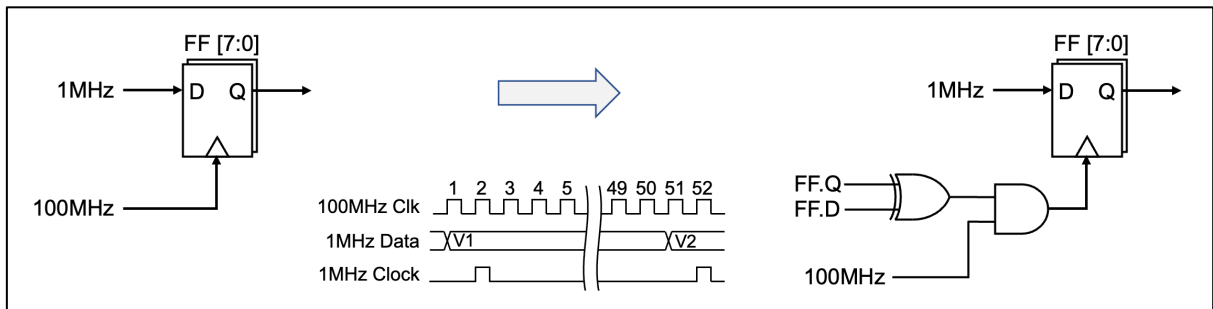 FF [7:0]
1MHz
D Q
100MHz
1 2 3 4 5 49 50 51 52
100MHz Clk
1MHz Data
V1 V2
1MHz Clock
FF [7:0]
1MHz
D Q
FF.Q
FF.D
100MHz